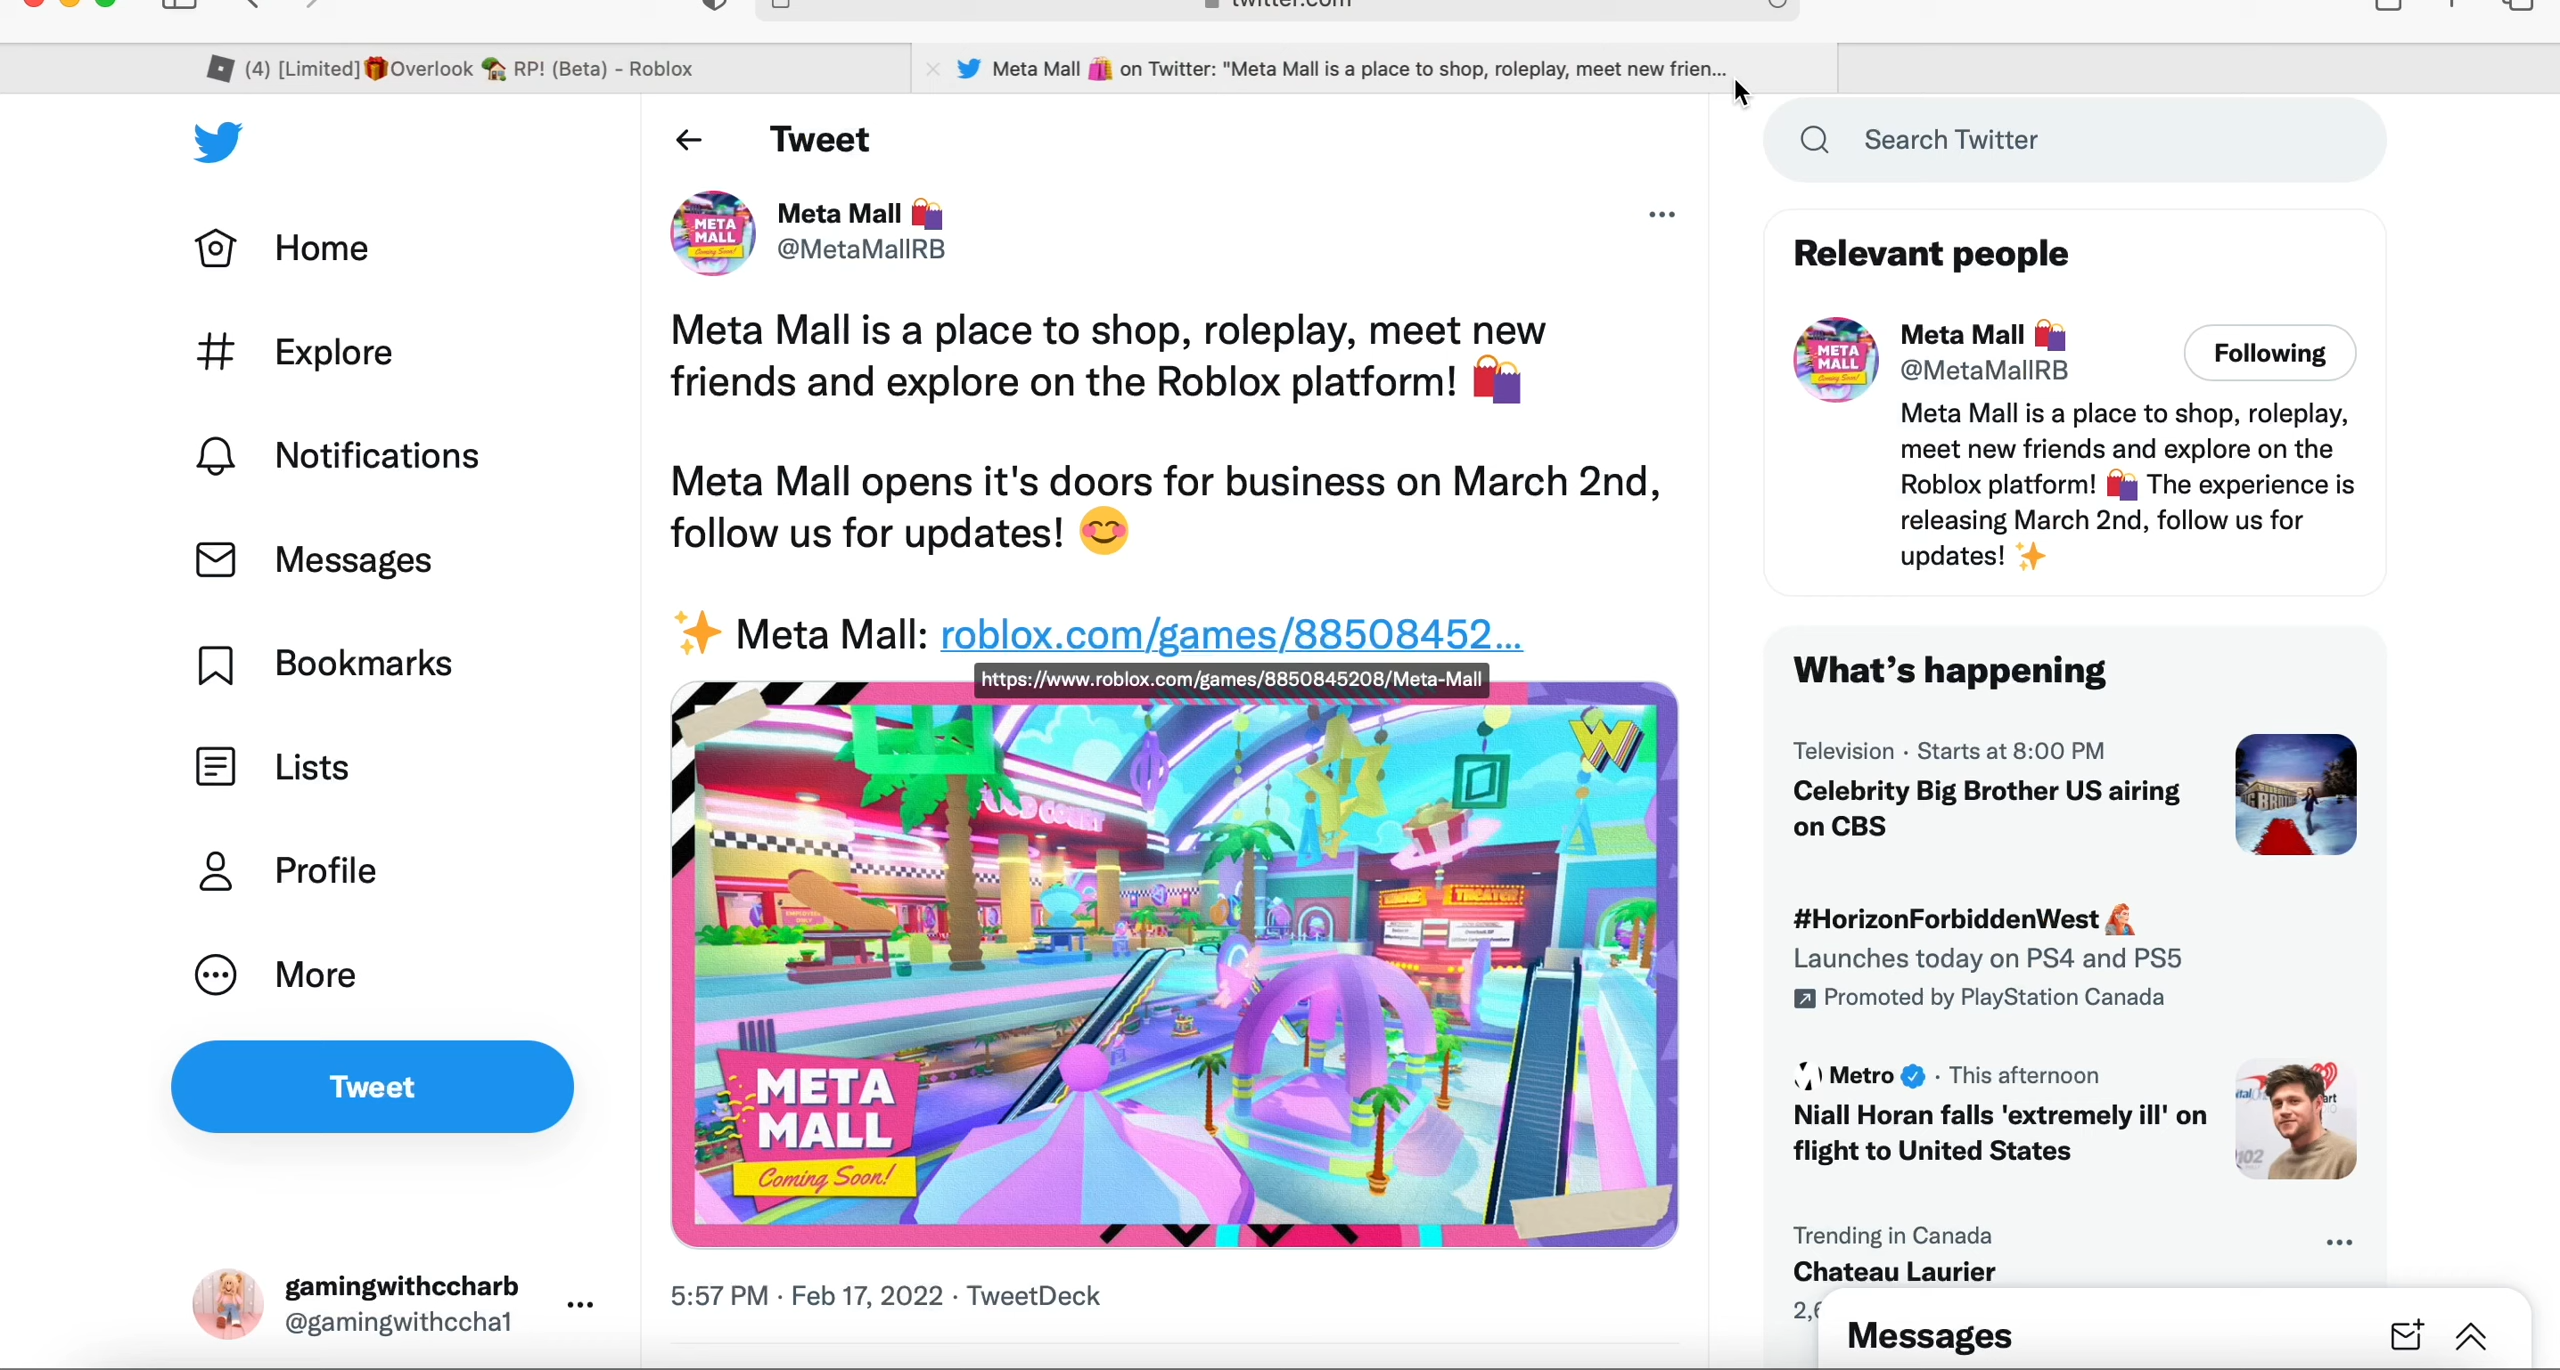 twitter.com
(4) [Limited]🎁Overlook 🏡 RP! (Beta) - Roblox
Meta Mall 🛍️ on Twitter: "Meta Mall is a place to shop, roleplay, meet new frien...
Tweet
Search Twitter
Home
Explore
Notifications
Messages
Bookmarks
Lists
Profile
More
Tweet
gamingwithccharb
@gamingwithccha1
Meta Mall 🛍️
@MetaMallRB
Meta Mall is a place to shop, roleplay, meet new
friends and explore on the Roblox platform! 🛍️
Meta Mall opens it's doors for business on March 2nd,
follow us for updates! 😊
✨ Meta Mall: roblox.com/games/88508452...
https://www.roblox.com/games/8850845208/Meta-Mall
FOOD COURT
W
THEATER
META
MALL
Coming Soon!
5:57 PM · Feb 17, 2022 · TweetDeck
Relevant people
META
MALL
Coming Soon!
Meta Mall 🛍️
@MetaMallRB
Following
Meta Mall is a place to shop, roleplay,
meet new friends and explore on the
Roblox platform! 🛍️ The experience is
releasing March 2nd, follow us for
updates! ✨
What's happening
Television · Starts at 8:00 PM
Celebrity Big Brother US airing
on CBS
#HorizonForbiddenWest
Launches today on PS4 and PS5
Promoted by PlayStation Canada
Metro · This afternoon
Niall Horan falls 'extremely ill' on
flight to United States
Trending in Canada
Chateau Laurier
Messages